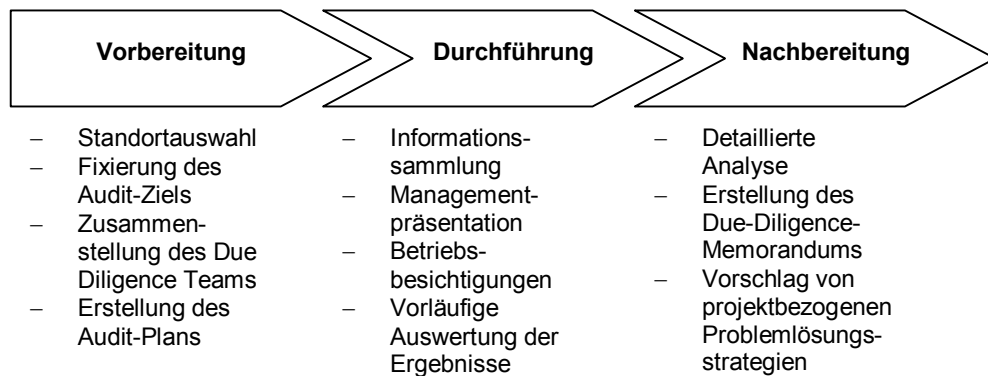 Vorbereitung
– Standortauswahl
– Fixierung des
Audit-Ziels
– Zusammen-
stellung des Due
Diligence Teams
– Erstellung des
Audit-Plans
Durchführung
– Informations-
sammlung
– Management-
präsentation
– Betriebs-
besichtigungen
– Vorläufige
Auswertung der
Ergebnisse
Nachbereitung
– Detaillierte
Analyse
– Erstellung des
Due-Diligence-
Memorandums
– Vorschlag von
projektbezogenen
Problemlösungs-
strategien